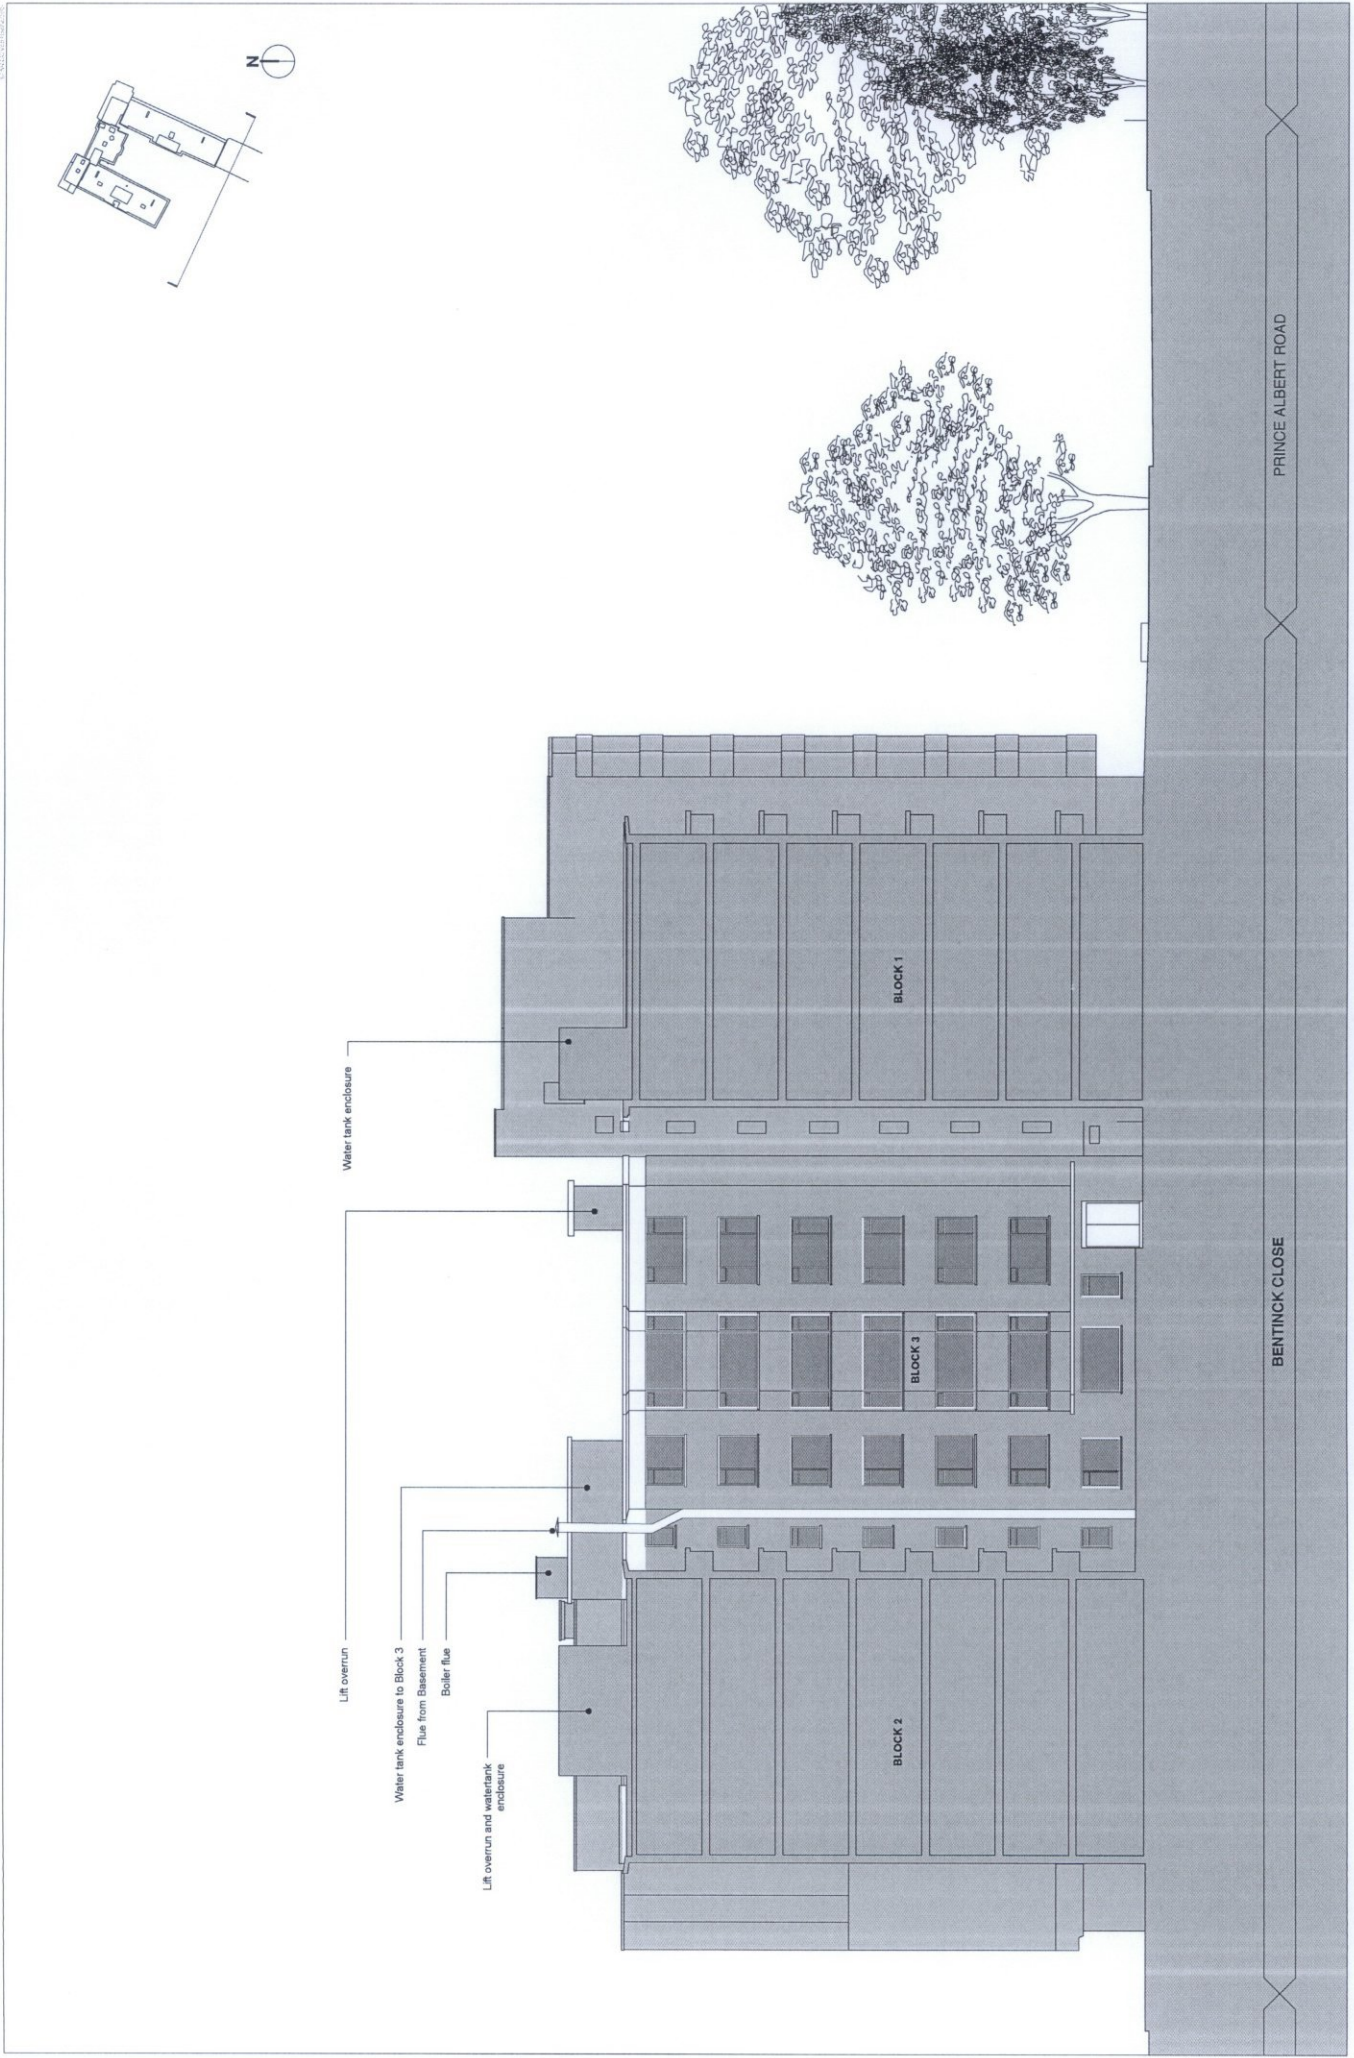 N
Lift overrun
Water tank enclosure
Water tank enclosure to Block 3
Flue from Basement
Boiler flue
Lift overrun and watertank
enclosure
BLOCK 2
BLOCK 3
BLOCK 1
BENTINCK CLOSE
PRINCE ALBERT ROAD